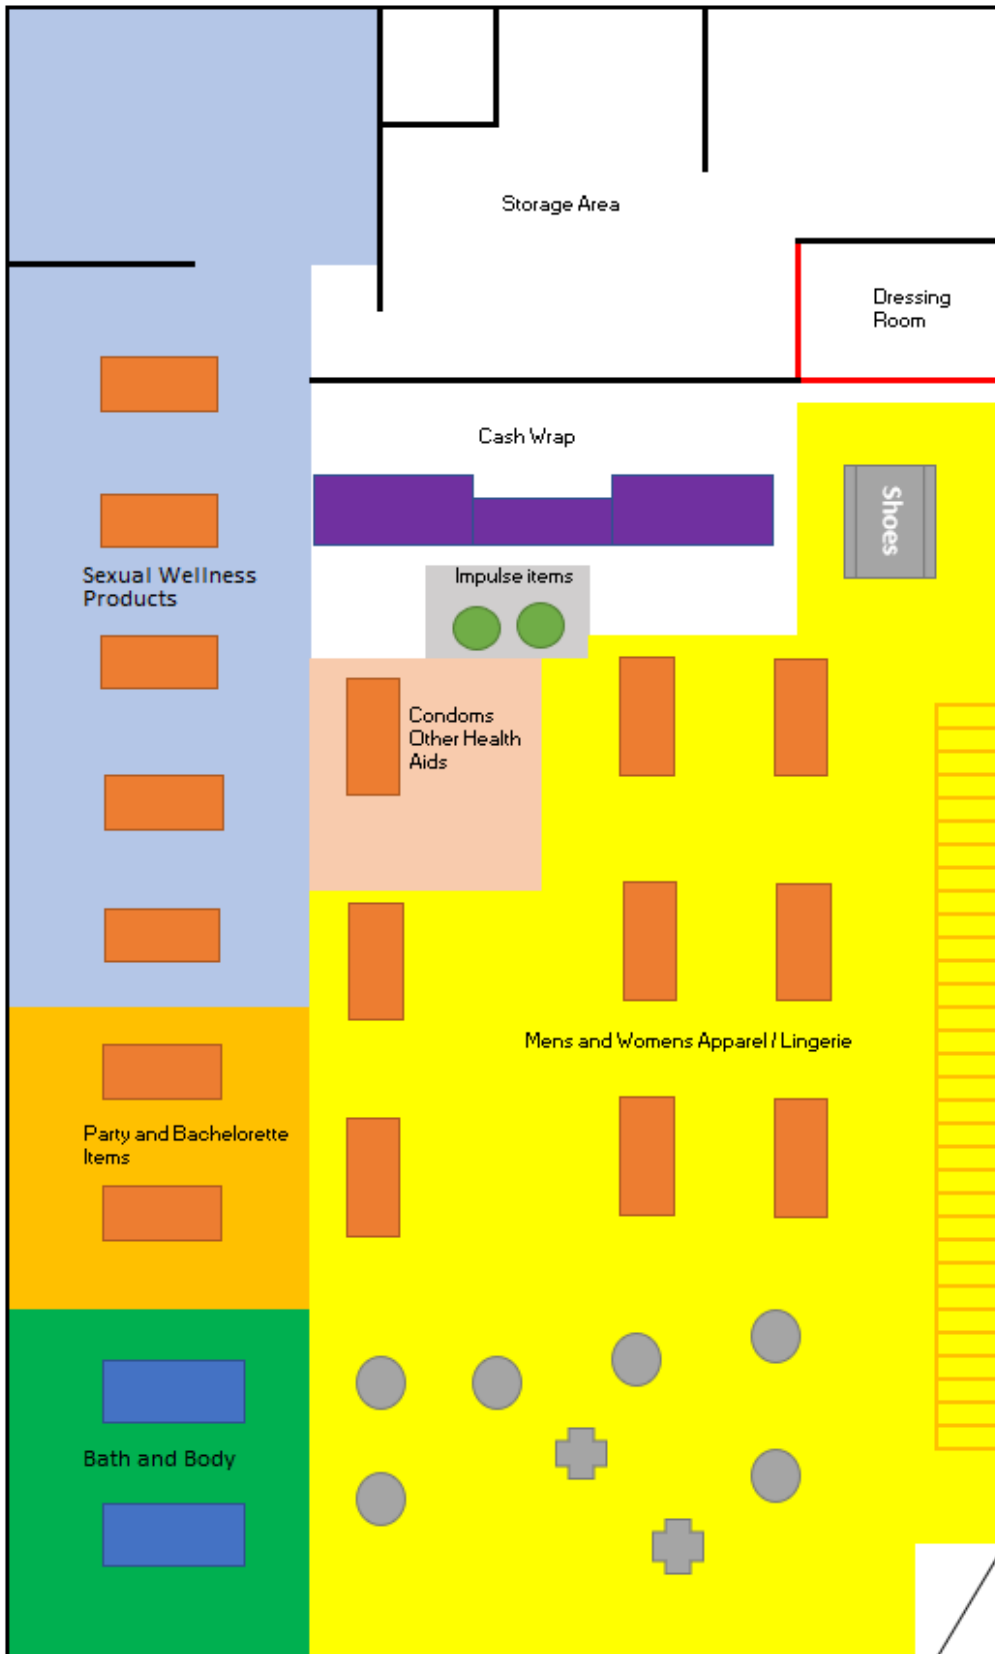 Storage Area
Dressing
Room
Cash Wrap
Shoes
Impulse items
Sexual Wellness
Products
Condoms
Other Health
Aids
Mens and Womens Apparel / Lingerie
Party and Bachelorette
Items
Bath and Body